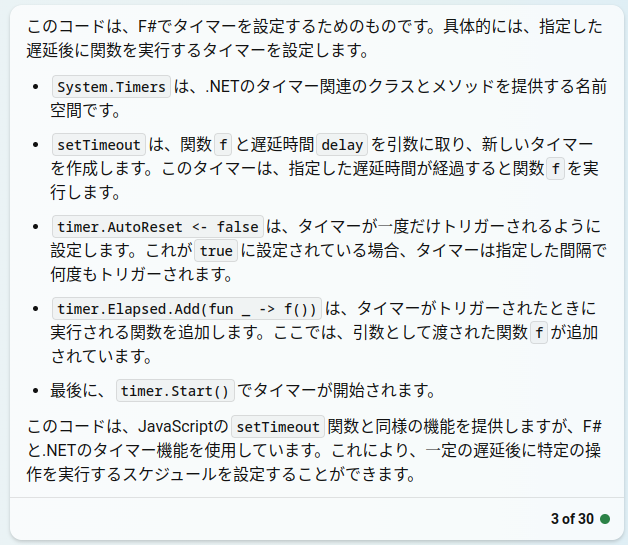 このコードは、F#でタイマーを設定するためのものです。具体的には、指定した
遅延後に関数を実行するタイマーを設定します。
• System.Timers は、.NETのタイマー関連のクラスとメソッドを提供する名前
空間です。
• setTimeout は、関数 f と遅延時間 delay を引数に取り、新しいタイマー
を作成します。このタイマーは、指定した遅延時間が経過すると関数 f を実
行します。
• timer.AutoReset <- false は、タイマーが一度だけトリガーされるように
設定します。これが true に設定されている場合、タイマーは指定した間隔で
何度もトリガーされます。
• timer.Elapsed.Add(fun _ -> f()) は、タイマーがトリガーされたときに
実行される関数を追加します。ここでは、引数として渡された関数 f が追加
されています。
• 最後に、 timer.Start() でタイマーが開始されます。
このコードは、JavaScriptの setTimeout 関数と同様の機能を提供しますが、F#
と.NETのタイマー機能を使用しています。これにより、一定の遅延後に特定の操
作を実行するスケジュールを設定することができます。
3 of 30